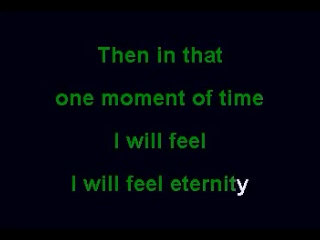 Then in that
one moment of time
I will feel
I will feel eternity